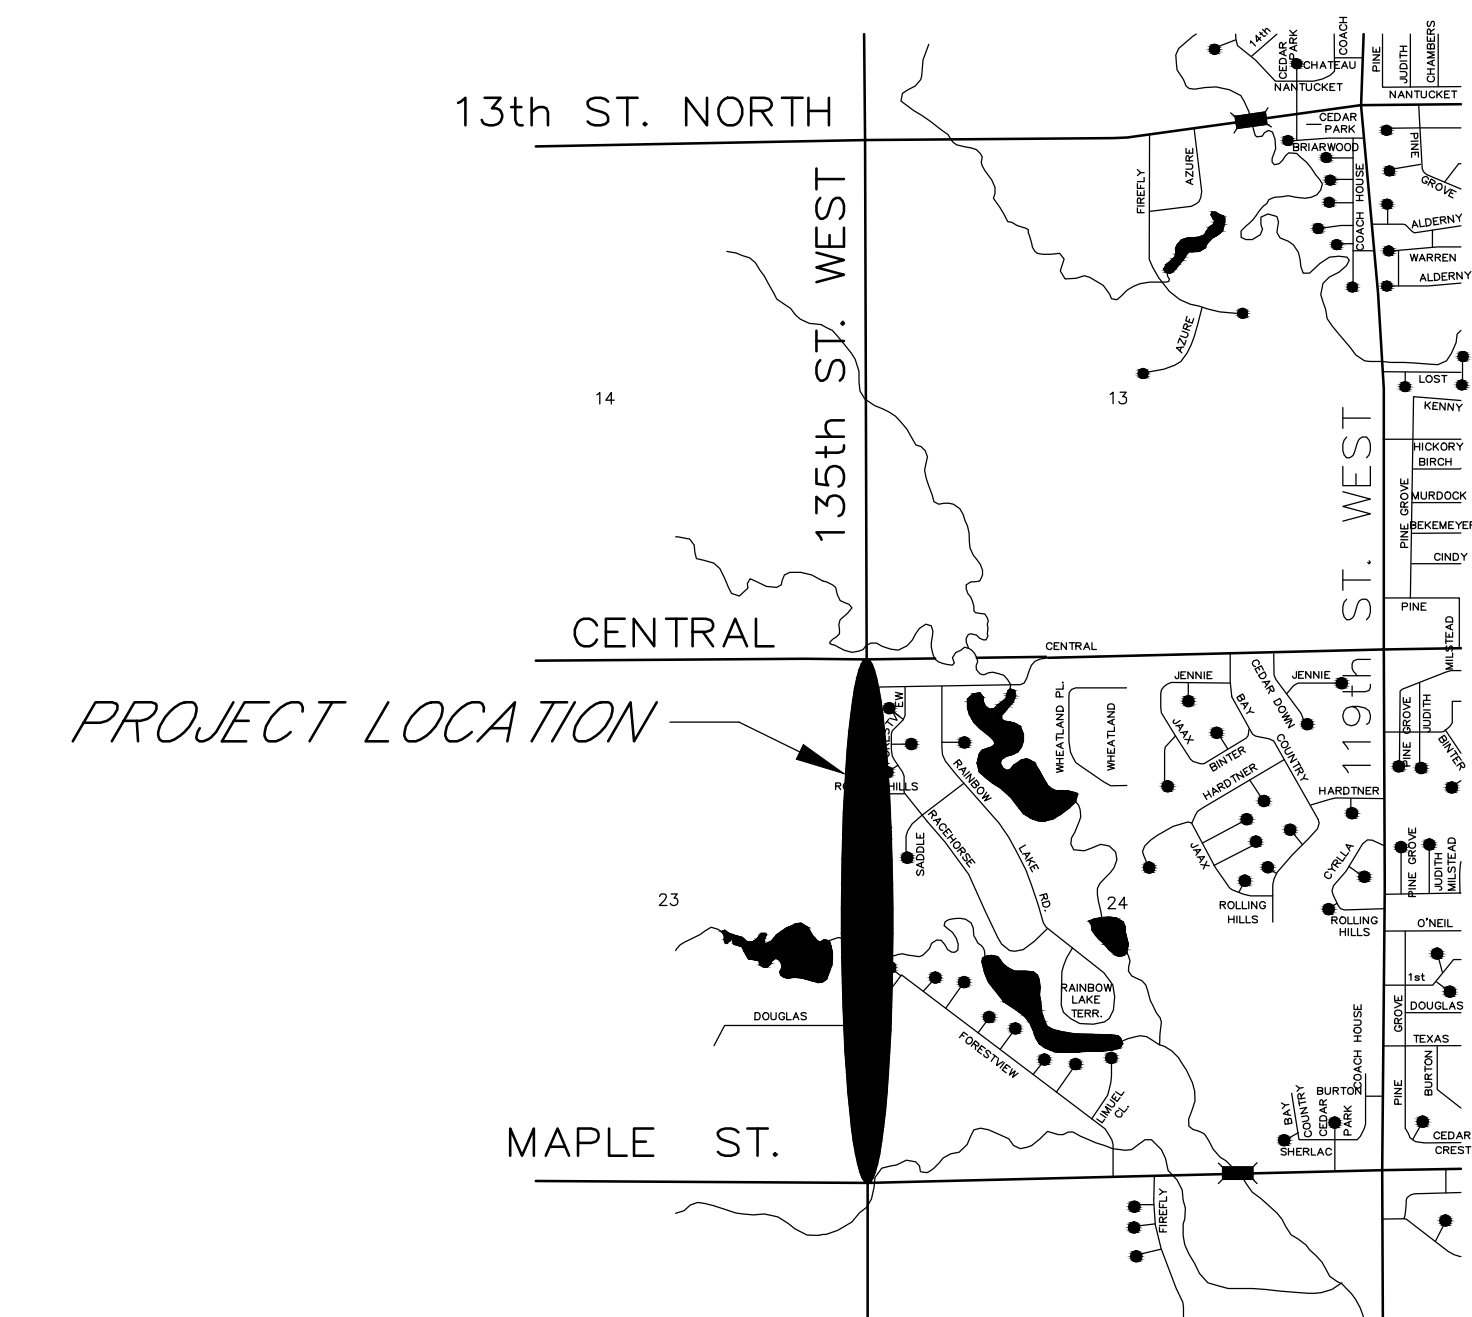 14th
CEDAR
PARK
COACH
CHATEAU
NANTUCKET
PINE
JUDITH
CHAMBERS
NANTUCKET
13th ST. NORTH
CEDAR
PARK
BRIARWOOD
PINE
GROVE
FIREFLY
AZURE
COACH HOUSE
ALDERNY
WARREN
ALDERNY
135th ST. WEST
AZURE
LOST
KENNY
14
13
HICKORY
BIRCH
MURDOCK
BEKEMEYER
CINDY
PINE GROVE
PINE
119th ST. WEST
MILSTEAD
CENTRAL
CENTRAL
PROJECT LOCATION
WHEATLAND PL.
WHEATLAND
JENNIE
BAY
COUNTRY
CEDAR
DOWN
JENNIE
JAAX
BINTER
HARDTNER
HARDTNER
PINE GROVE
JUDITH
BINTER
HILLS
RAINBOW
LAKE
RD.
RACEHORSE
SADDLE
JAAX
ROLLING
HILLS
CYRLLA
ROLLING
HILLS
PINE GROVE
JUDITH
MILSTEAD
O'NEIL
23
24
1st
DOUGLAS
GROVE
TEXAS
PINE
BURTON
DOUGLAS
RAINBOW
LAKE
TERR.
FORESTVIEW
LIMUEL
CL.
COACH HOUSE
BURTON
BAY
COUNTRY
CEDAR
PARK
SHERLAC
CEDAR
CREST
MAPLE ST.
FIREFLY